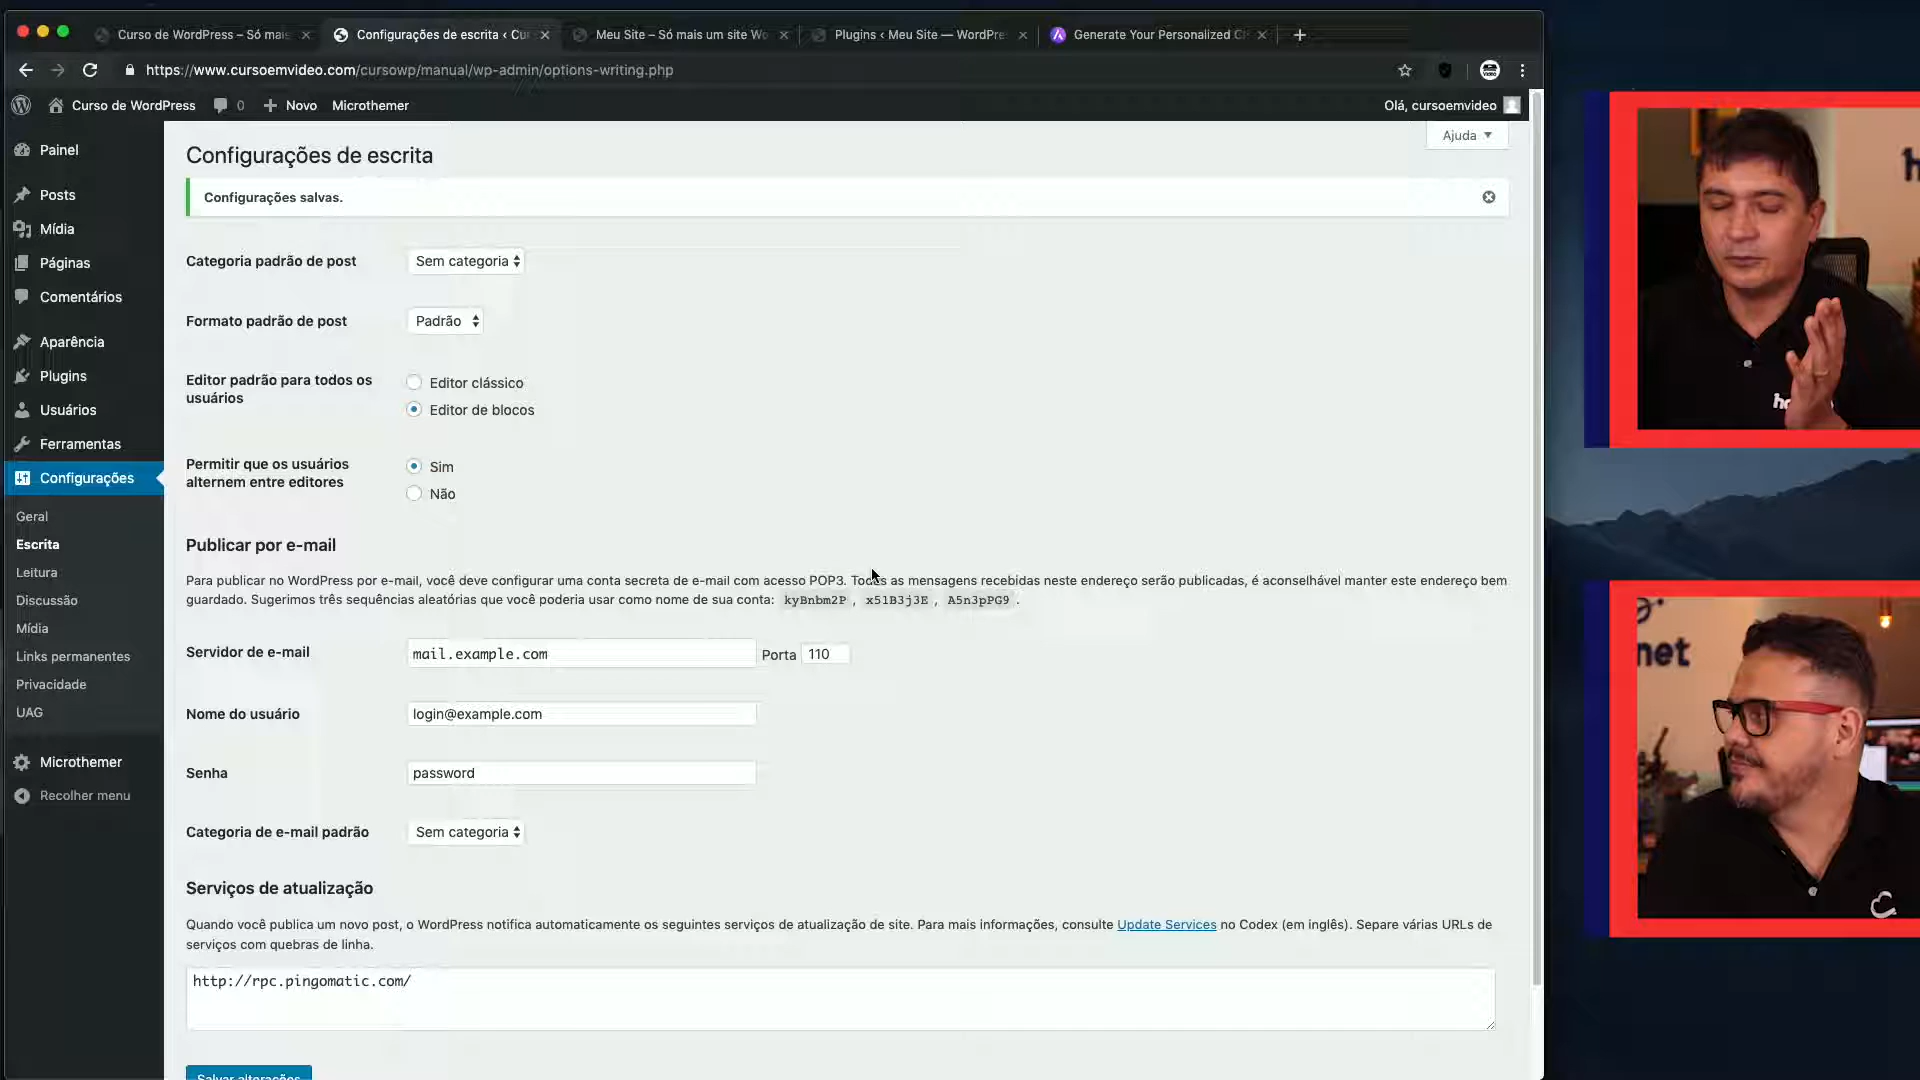 Curso de WordPress – Só mais
Configurações de escrita ‹ Cur
Meu Site – Só mais um site Wo
Plugins ‹ Meu Site — WordPre
Generate Your Personalized Cl
https://www.cursoemvideo.com/cursowp/manual/wp-admin/options-writing.php
Curso de WordPress
0
Novo
Microthemer
Olá, cursoemvideo
Painel
Posts
Mídia
Páginas
Comentários
Aparência
Plugins
Usuários
Ferramentas
Configurações
Geral
Escrita
Leitura
Discussão
Mídia
Links permanentes
Privacidade
UAG
Microthemer
Recolher menu
Ajuda
Configurações de escrita
Configurações salvas.
Categoria padrão de post
Sem categoria
Formato padrão de post
Padrão
Editor padrão para todos os
usuários
Editor clássico
Editor de blocos
Permitir que os usuários
alternem entre editores
Sim
Não
Publicar por e-mail
Para publicar no WordPress por e-mail, você deve configurar uma conta secreta de e-mail com acesso POP3. Todas as mensagens recebidas neste endereço serão publicadas, é aconselhável manter este endereço bem
guardado. Sugerimos três sequências aleatórias que você poderia usar como nome de sua conta: kyBnbm2P , x51B3j3E , A5n3pPG9 .
Servidor de e-mail
mail.example.com
Porta
110
Nome do usuário
login@example.com
Senha
password
Categoria de e-mail padrão
Sem categoria
Serviços de atualização
Quando você publica um novo post, o WordPress notifica automaticamente os seguintes serviços de atualização de site. Para mais informações, consulte Update Services no Codex (em inglês). Separe várias URLs de
serviços com quebras de linha.
http://rpc.pingomatic.com/
Salvar alterações
net